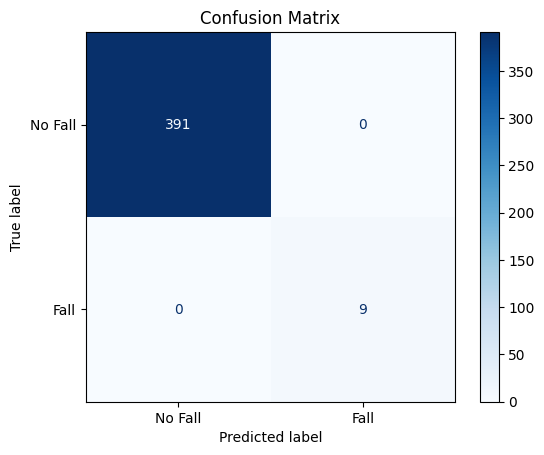 Confusion Matrix
No Fall
391
0
Fall
0
9
No Fall
Fall
True label
Predicted label
350
300
250
200
150
100
50
0